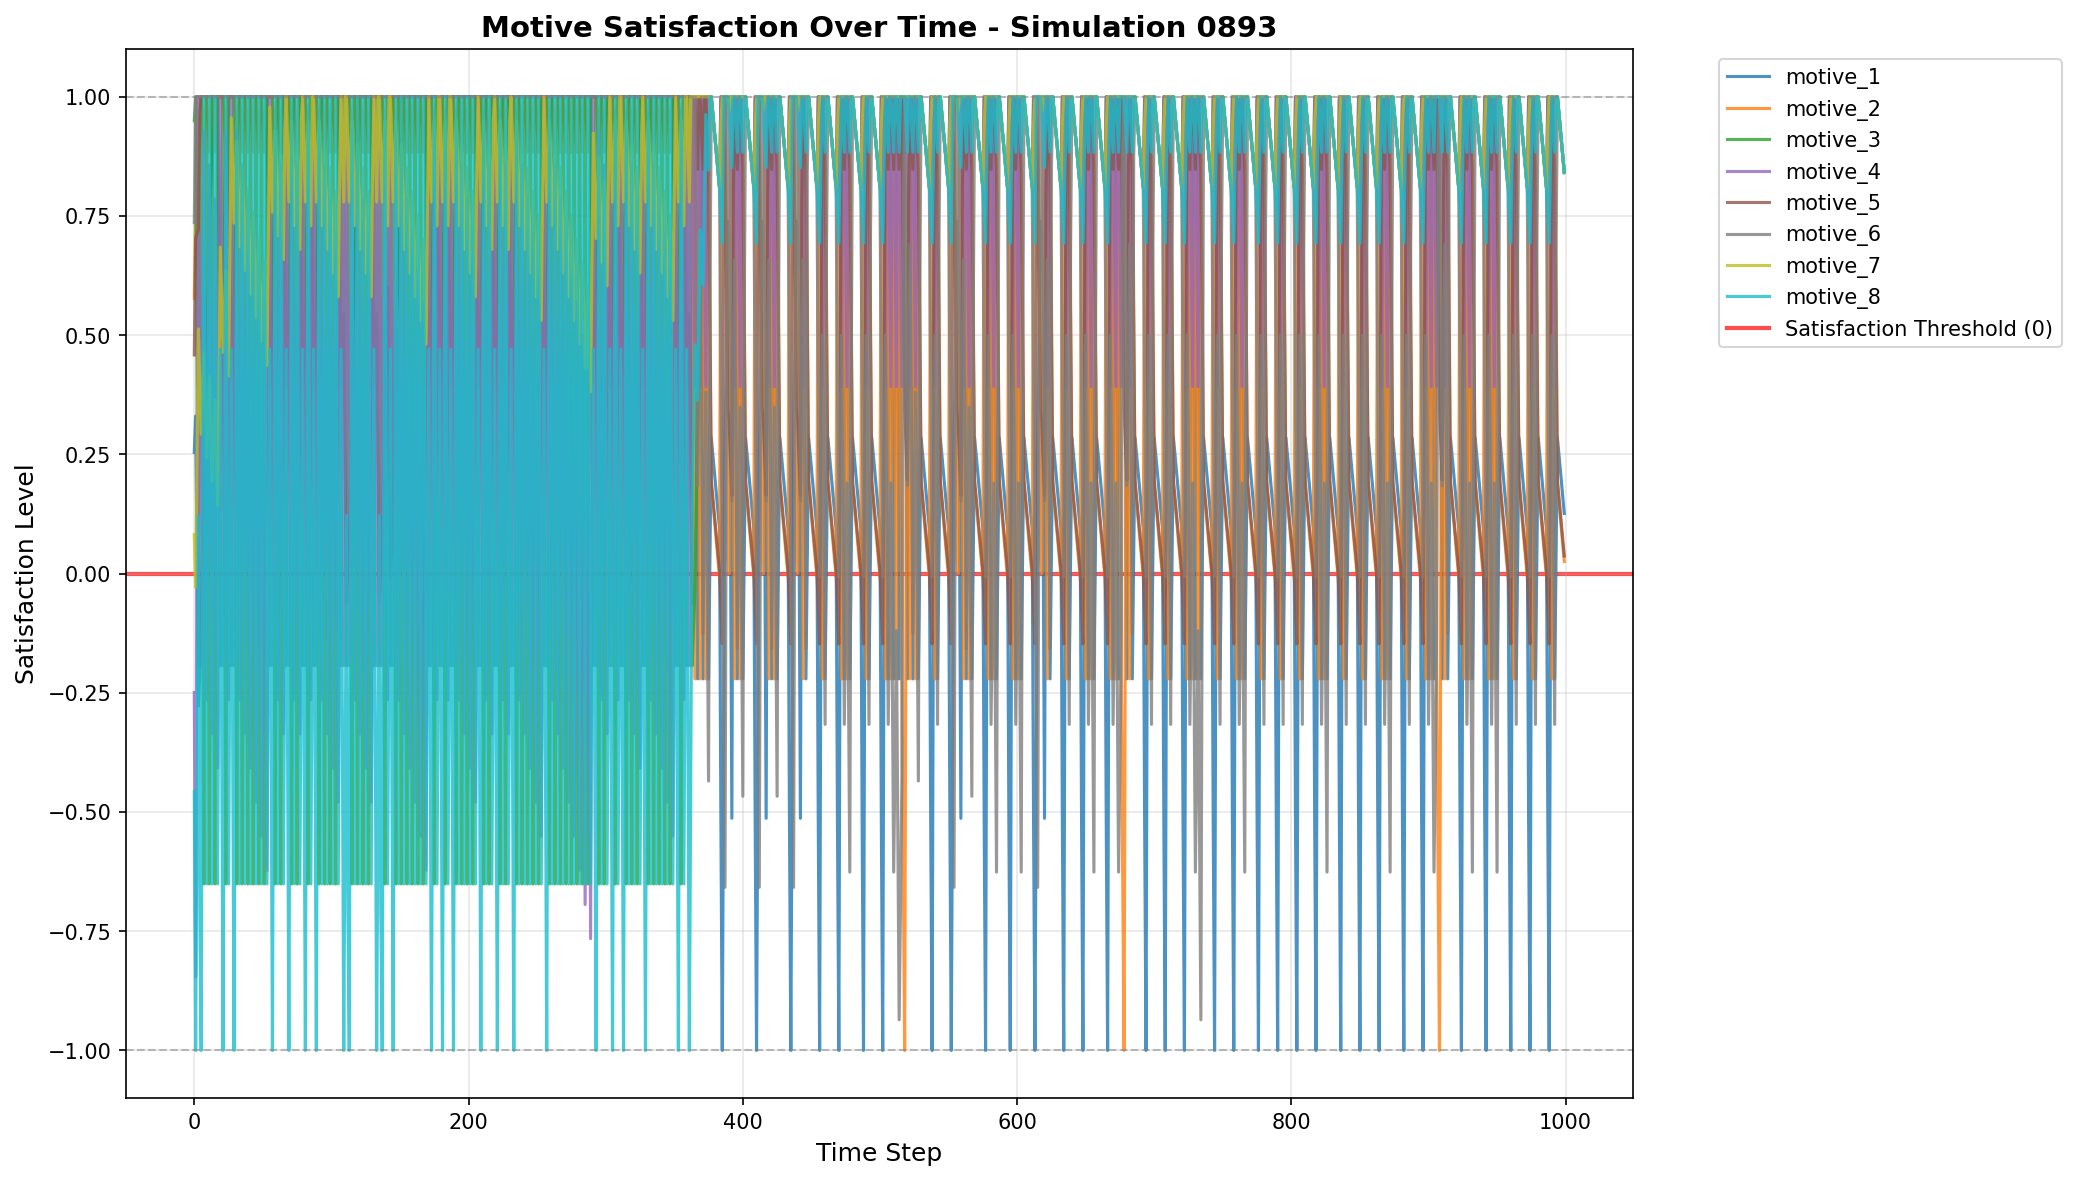 Motive Satisfaction Over Time - Simulation 0893
Satisfaction Level
1.00
0.75
0.50
0.25
0.00
−0.25
−0.50
−0.75
−1.00
0
200
400
600
800
1000
Time Step
motive_1
motive_2
motive_3
motive_4
motive_5
motive_6
motive_7
motive_8
Satisfaction Threshold (0)